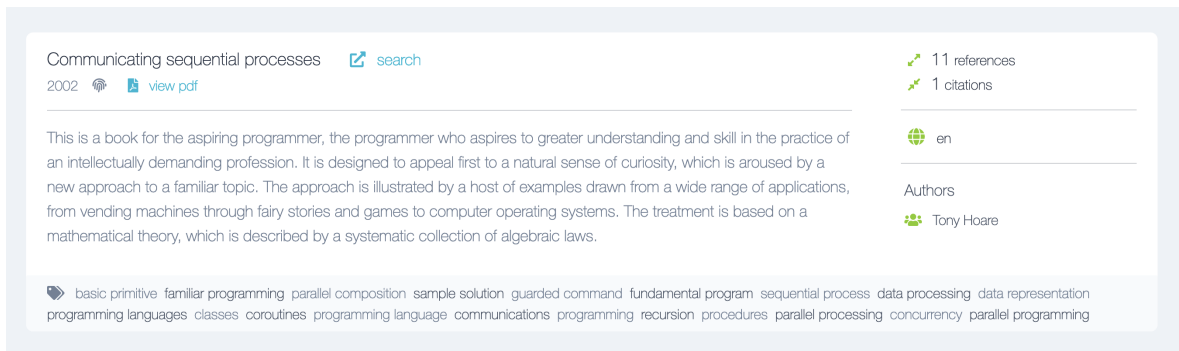 Communicating sequential processes search
2002 view pdf
This is a book for the aspiring programmer, the programmer who aspires to greater understanding and skill in the practice of
an intellectually demanding profession. It is designed to appeal first to a natural sense of curiosity, which is aroused by a
new approach to a familiar topic. The approach is illustrated by a host of examples drawn from a wide range of applications,
from vending machines through fairy stories and games to computer operating systems. The treatment is based on a
mathematical theory, which is described by a systematic collection of algebraic laws.
basic primitive familiar programming parallel composition sample solution guarded command fundamental program sequential process data processing data representation
programming languages classes coroutines programming language communications programming recursion procedures parallel processing concurrency parallel programming
11 references
1 citations
en
Authors
Tony Hoare